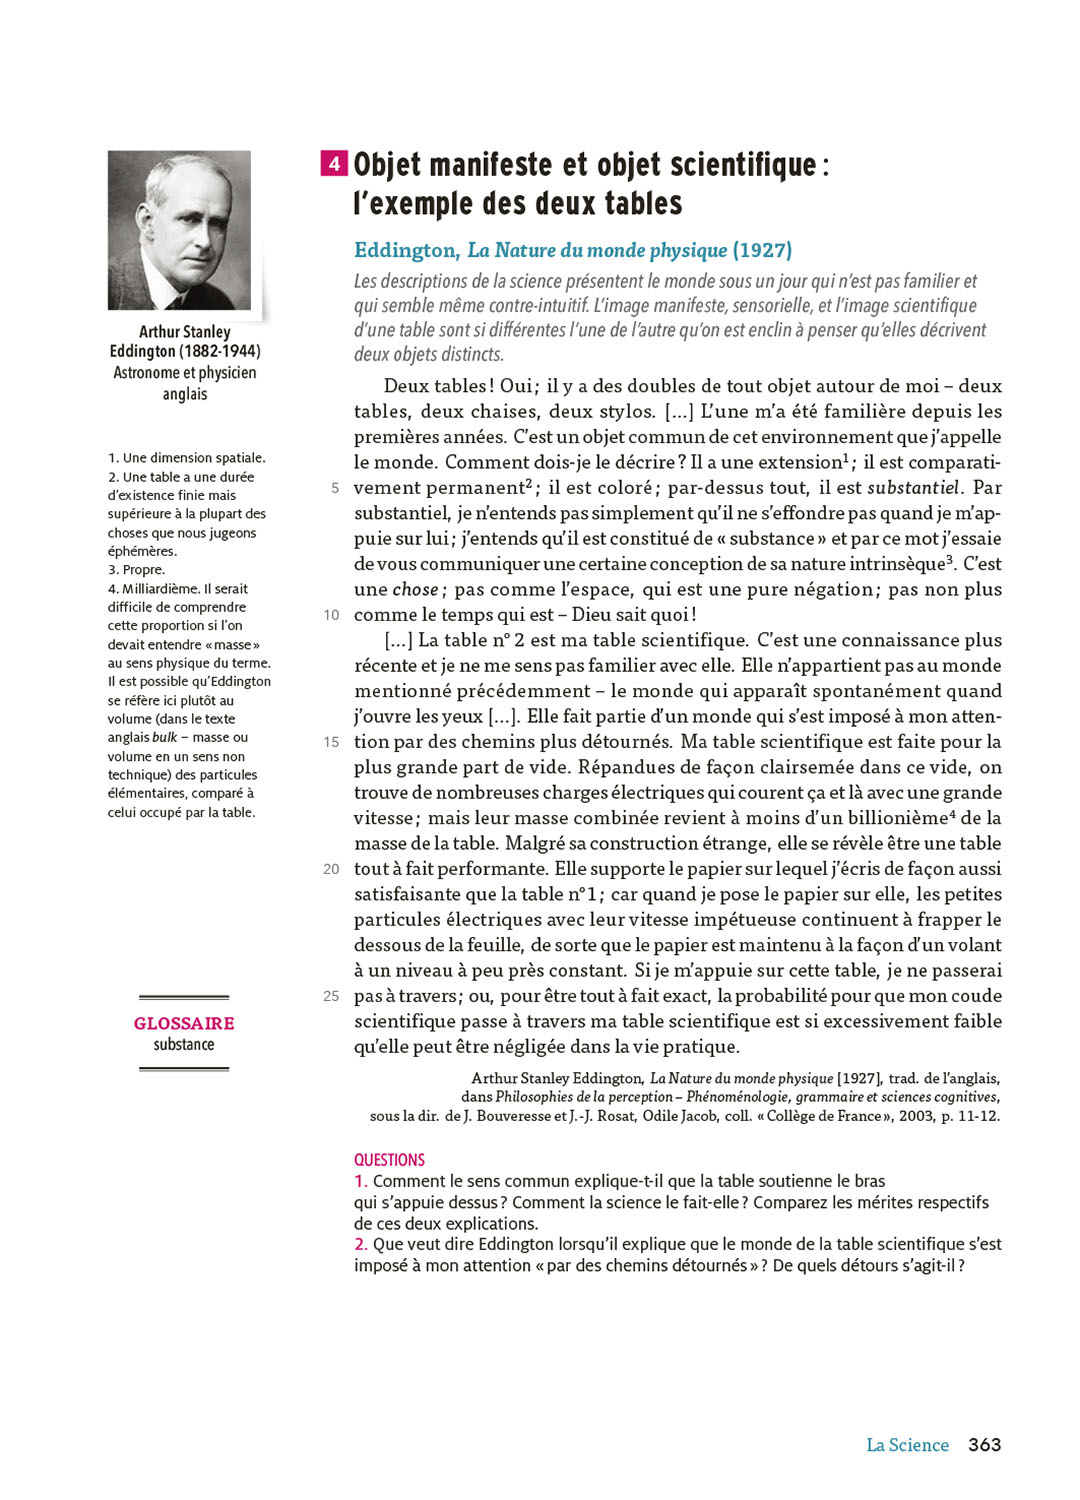 4 Objet manifeste et objet scientifique :
l’exemple des deux tables
Eddington, La Nature du monde physique (1927)
Les descriptions de la science présentent le monde sous un jour qui n’est pas familier et
qui semble même contre-intuitif. L’image manifeste, sensorielle, et l’image scientifique
d’une table sont si différentes l’une de l’autre qu’on est enclin à penser qu’elles décrivent
deux objets distincts.
Arthur Stanley
Eddington (1882-1944)
Astronome et physicien
anglais
Deux tables ! Oui ; il y a des doubles de tout objet autour de moi – deux
tables, deux chaises, deux stylos. [...] L’une m’a été familière depuis les
premières années. C’est un objet commun de cet environnement que j’appelle
le monde. Comment dois-je le décrire ? Il a une extension1 ; il est comparati-
5 vement permanent2 ; il est coloré ; par-dessus tout, il est substantiel. Par
substantiel, je n’entends pas simplement qu’il ne s’effondre pas quand je m’ap-
puie sur lui ; j’entends qu’il est constitué de « substance » et par ce mot j’essaie
de vous communiquer une certaine conception de sa nature intrinsèque3. C’est
une chose ; pas comme l’espace, qui est une pure négation ; pas non plus
10 comme le temps qui est – Dieu sait quoi !
[...] La table n° 2 est ma table scientifique. C’est une connaissance plus
récente et je ne me sens pas familier avec elle. Elle n’appartient pas au monde
mentionné précédemment – le monde qui apparaît spontanément quand
j’ouvre les yeux [...]. Elle fait partie d’un monde qui s’est imposé à mon atten-
15 tion par des chemins plus détournés. Ma table scientifique est faite pour la
plus grande part de vide. Répandues de façon clairsemée dans ce vide, on
trouve de nombreuses charges électriques qui courent ça et là avec une grande
vitesse ; mais leur masse combinée revient à moins d’un billionième4 de la
masse de la table. Malgré sa construction étrange, elle se révèle être une table
20 tout à fait performante. Elle supporte le papier sur lequel j’écris de façon aussi
satisfaisante que la table n° 1 ; car quand je pose le papier sur elle, les petites
particules électriques avec leur vitesse impétueuse continuent à frapper le
dessous de la feuille, de sorte que le papier est maintenu à la façon d’un volant
à un niveau à peu près constant. Si je m’appuie sur cette table, je ne passerai
25 pas à travers ; ou, pour être tout à fait exact, la probabilité pour que mon coude
scientifique passe à travers ma table scientifique est si excessivement faible
qu’elle peut être négligée dans la vie pratique.
Arthur Stanley Eddington, La Nature du monde physique [1927], trad. de l’anglais,
dans Philosophies de la perception – Phénoménologie, grammaire et sciences cognitives,
sous la dir. de J. Bouveresse et J.-J. Rosat, Odile Jacob, coll. « Collège de France », 2003, p. 11-12.
1. Une dimension spatiale.
2. Une table a une durée
d’existence finie mais
supérieure à la plupart des
choses que nous jugeons
éphémères.
3. Propre.
4. Milliardième. Il serait
difficile de comprendre
cette proportion si l’on
devait entendre « masse »
au sens physique du terme.
Il est possible qu’Eddington
se réfère ici plutôt au
volume (dans le texte
anglais bulk – masse ou
volume en un sens non
technique) des particules
élémentaires, comparé à
celui occupé par la table.
GLOSSAIRE
substance
QUESTIONS
1. Comment le sens commun explique-t-il que la table soutienne le bras
qui s’appuie dessus ? Comment la science le fait-elle ? Comparez les mérites respectifs
de ces deux explications.
2. Que veut dire Eddington lorsqu’il explique que le monde de la table scientifique s’est
imposé à mon attention « par des chemins détournés » ? De quels détours s’agit-il ?
La Science 363